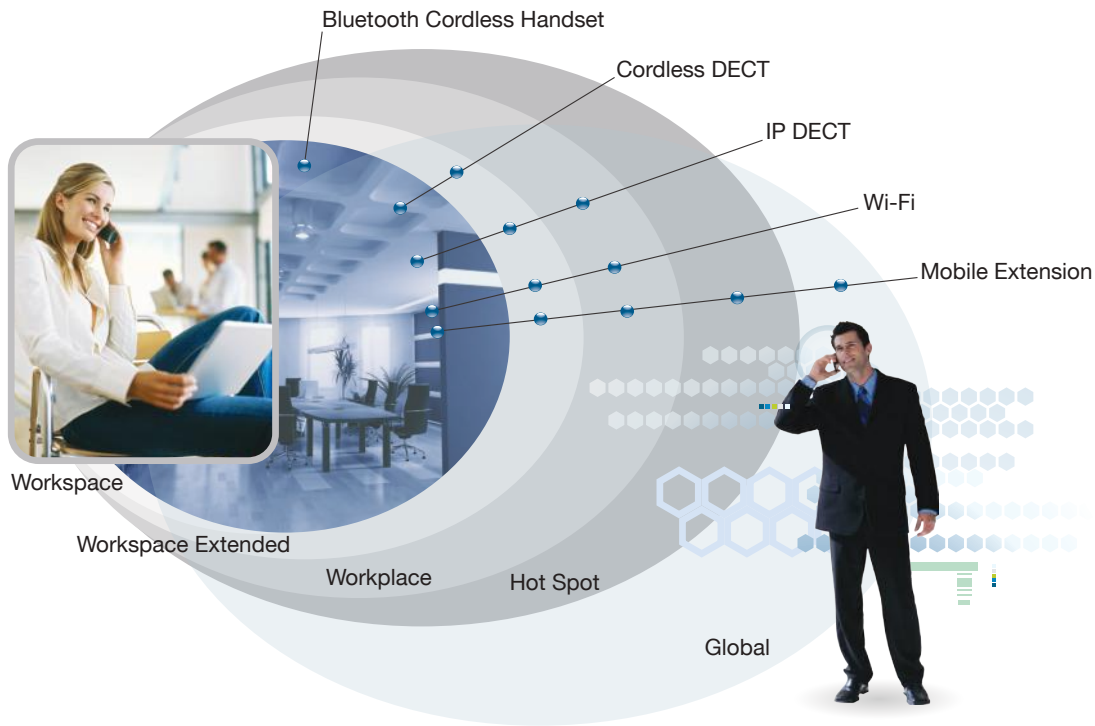 Bluetooth Cordless Handset
Cordless DECT
IP DECT
Wi-Fi
Mobile Extension
Workspace
Workspace Extended
Workplace
Hot Spot
Global